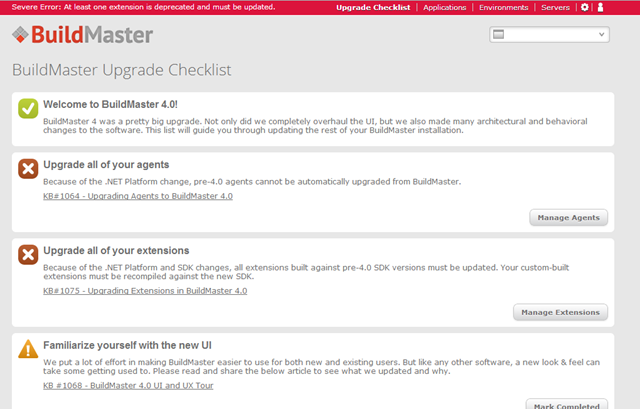 Severe Error: At least one extension is deprecated and must be updated.
Upgrade Checklist | Applications | Environments | Servers
BuildMaster
BuildMaster Upgrade Checklist
Welcome to BuildMaster 4.0!
BuildMaster 4 was a pretty big upgrade. Not only did we completely overhaul the UI, but we also made many architectural and behavioral
changes to the software. This list will guide you through updating the rest of your BuildMaster installation.
Upgrade all of your agents
Because of the .NET Platform change, pre-4.0 agents cannot be automatically upgraded from BuildMaster.
KB#1064 - Upgrading Agents to BuildMaster 4.0
Manage Agents
Upgrade all of your extensions
Because of the .NET Platform and SDK changes, all extensions built against pre-4.0 SDK versions must be updated. Your custom-built
extensions must be recompiled against the new SDK.
KB#1075 - Upgrading Extensions in BuildMaster 4.0
Manage Extensions
Familiarize yourself with the new UI
We put a lot of effort in making BuildMaster easier to use for both new and existing users. But like any other software, a new look & feel can
take some getting used to. Please read and share the below article to see what we updated and why.
KB #1068 - BuildMaster 4.0 UI and UX Tour
Mark Completed